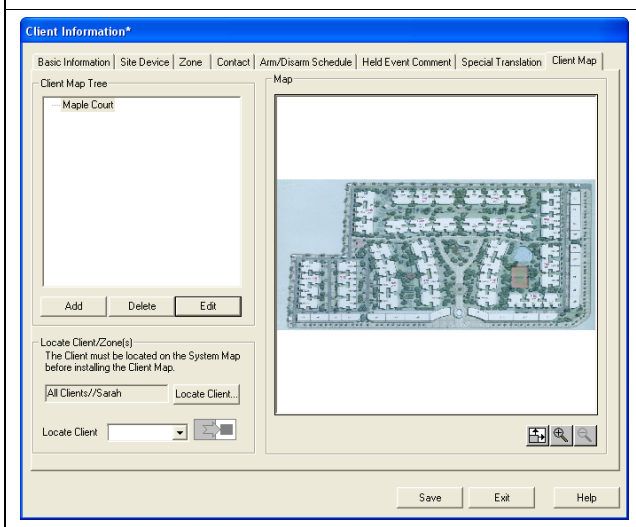 Client Information*
Basic Information Site Device Zone Contact Arm/Disarm Schedule Held Event Comment Special Translation Client Map
Client Map Tree
Maple Court
Add Delete Edit
Locate Client/Zone(s)
The Client must be located on the System Map
before installing the Client Map.
All Clients//Sarah Locate Client...
Locate Client
Map
Save Exit Help